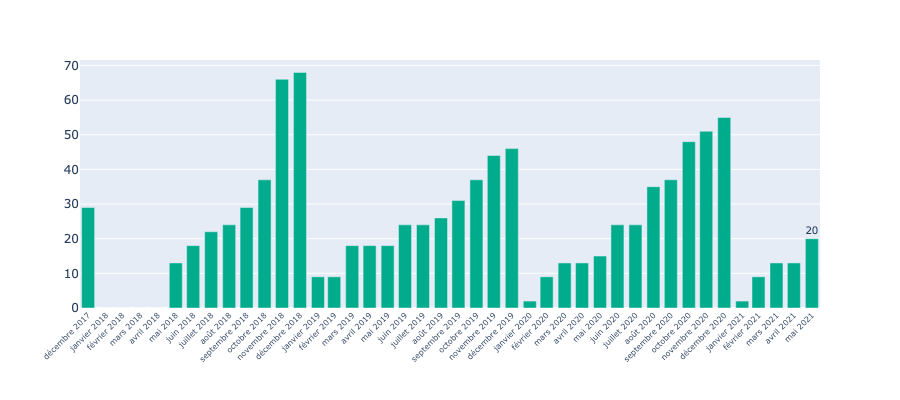 70
60
50
40
30
20
10
0
20
décembre 2017
janvier 2018
février 2018
mars 2018
avril 2018
mai 2018
juin 2018
juillet 2018
août 2018
septembre 2018
octobre 2018
novembre 2018
décembre 2018
janvier 2019
février 2019
mars 2019
avril 2019
mai 2019
juin 2019
juillet 2019
août 2019
septembre 2019
octobre 2019
novembre 2019
décembre 2019
janvier 2020
février 2020
mars 2020
avril 2020
mai 2020
juin 2020
juillet 2020
août 2020
septembre 2020
octobre 2020
novembre 2020
décembre 2020
janvier 2021
février 2021
mars 2021
avril 2021
mai 2021